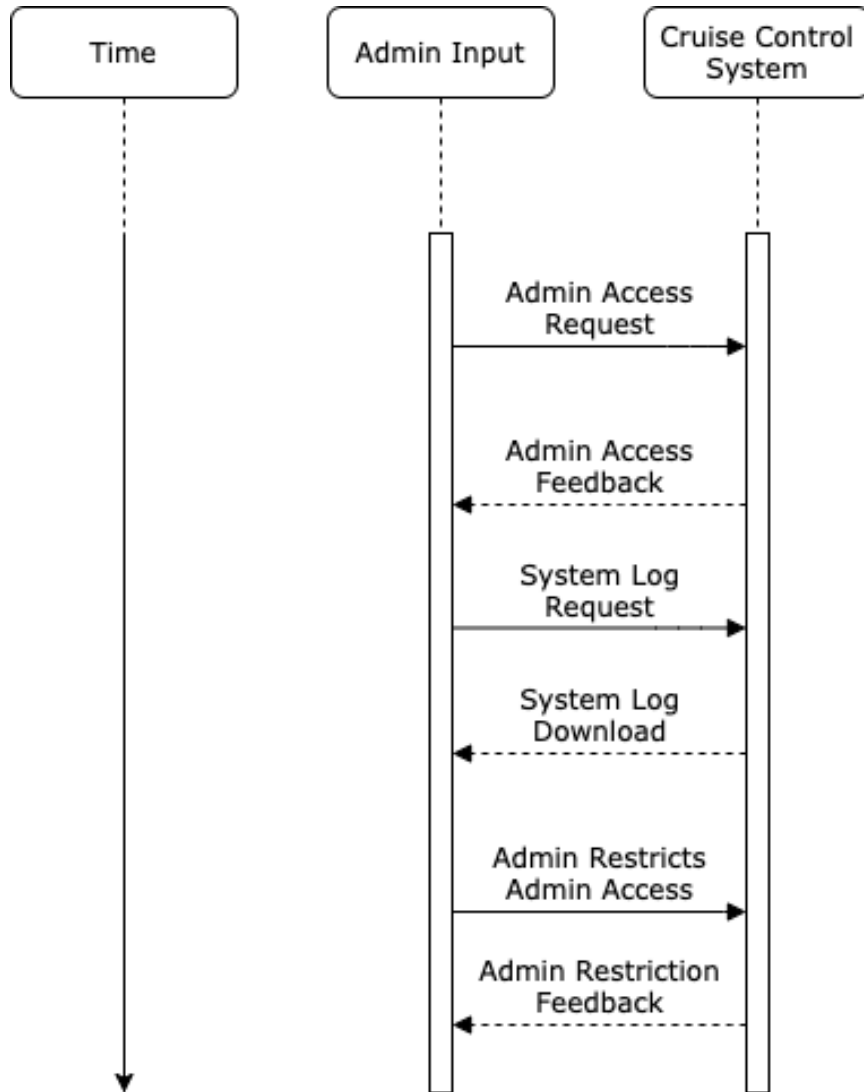 Time
Admin Input
Cruise Control
System
Admin Access
Request
Admin Access
Feedback
System Log
Request
System Log
Download
Admin Restricts
Admin Access
Admin Restriction
Feedback